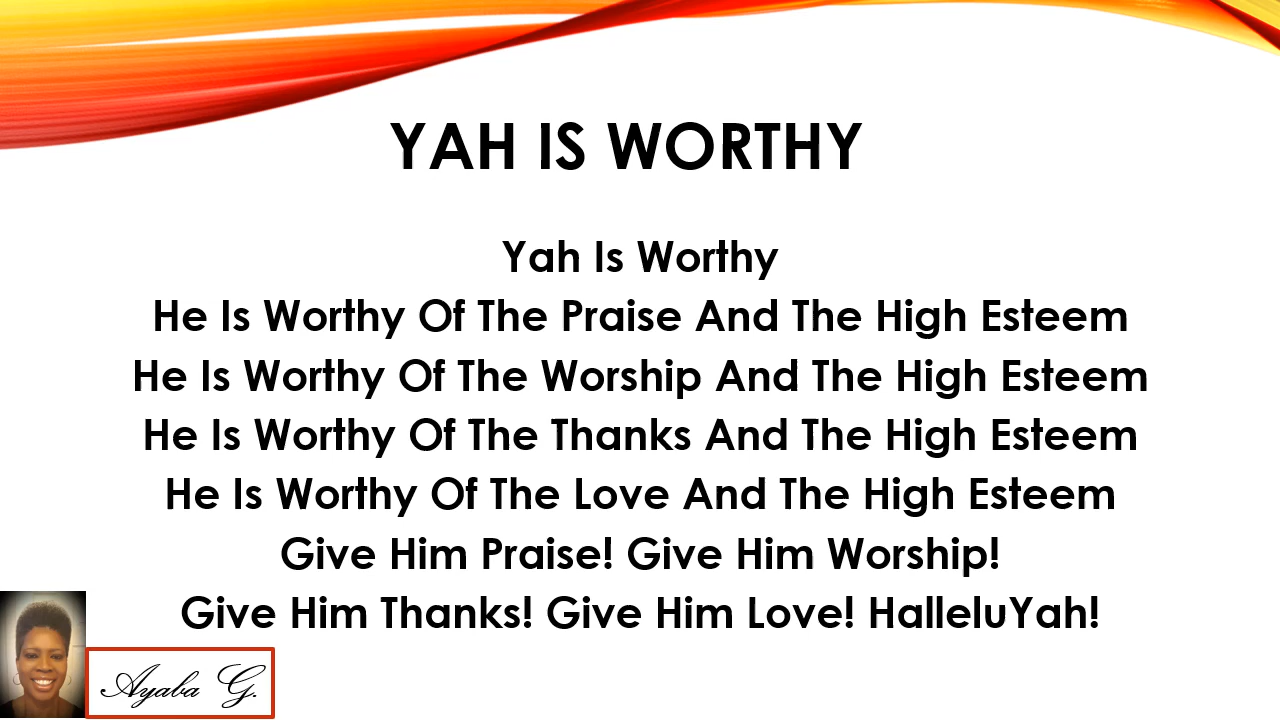 YAH IS WORTHY
Yah Is Worthy
He Is Worthy Of The Praise And The High Esteem
He Is Worthy Of The Worship And The High Esteem
He Is Worthy Of The Thanks And The High Esteem
He Is Worthy Of The Love And The High Esteem
Give Him Praise! Give Him Worship!
Give Him Thanks! Give Him Love! HalleluYah!
Ayaba G.